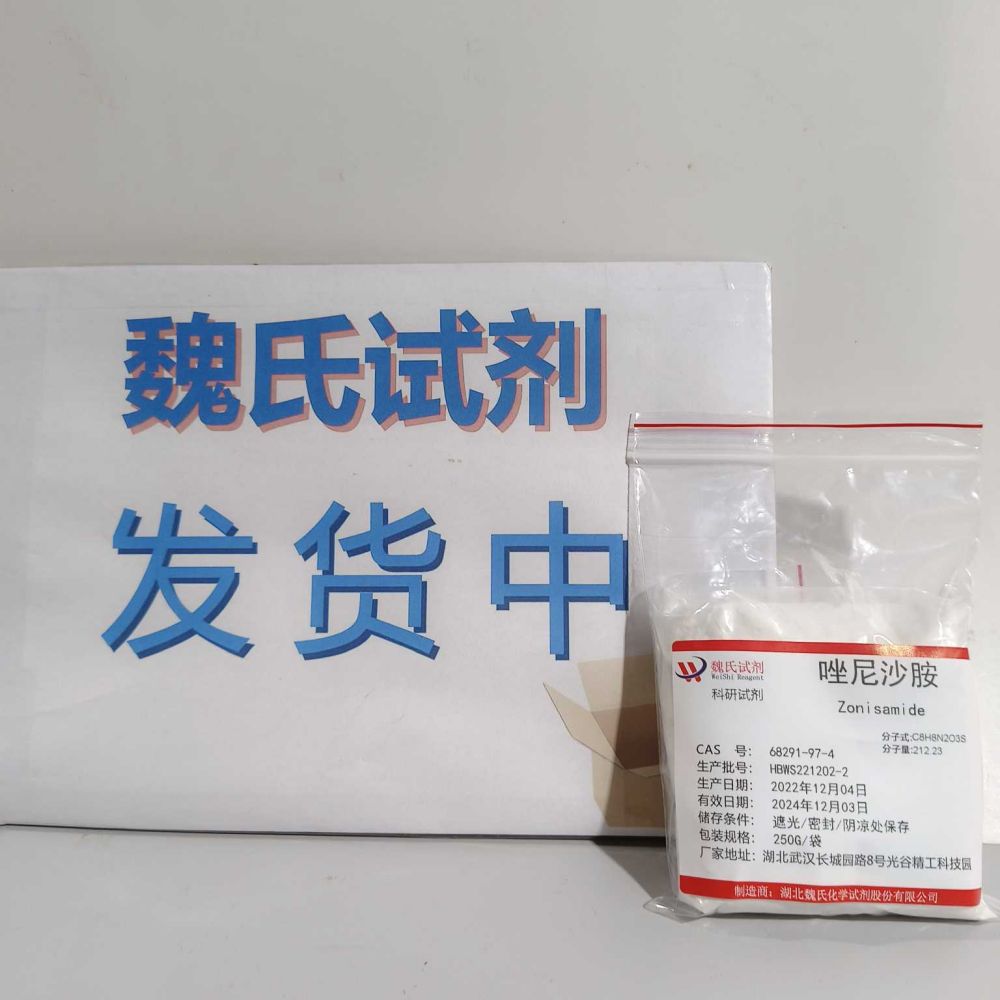 魏氏试剂
发货中
魏氏试剂
WeiShi Reagent
科研试剂
唑尼沙胺
Zonisamide
分子式:C8H8N2O3S
分子量:212.23
CAS 号: 68291-97-4
生产批号: HBWS221202-2
生产日期: 2022年12月04日
有效日期: 2024年12月03日
储存条件: 遮光/密封/阴凉处保存
包装规格: 250G/袋
厂家地址: 湖北武汉长城园路8号光谷精工科技园
制造商: 湖北魏氏化学试剂股份有限公司